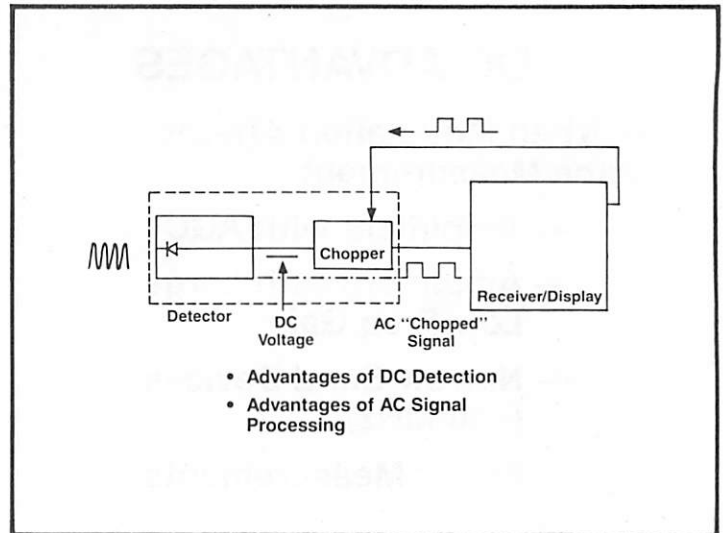 Chopper
Receiver/Display
Detector
DC
Voltage
AC "Chopped"
Signal
• Advantages of DC Detection
• Advantages of AC Signal
Processing